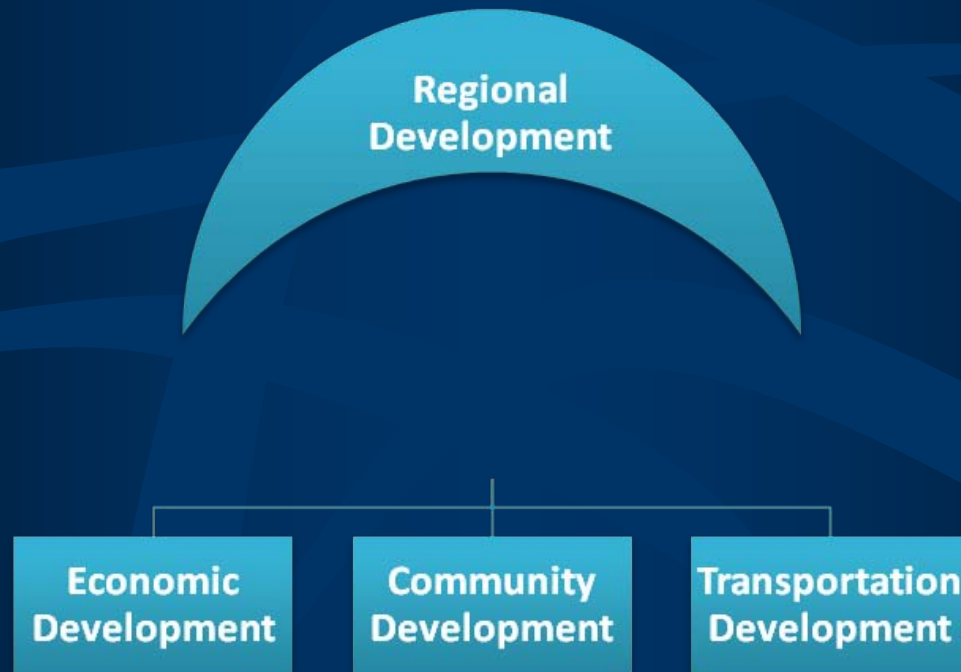 Regional
Development
Economic
Development
Community
Development
Transportation
Development